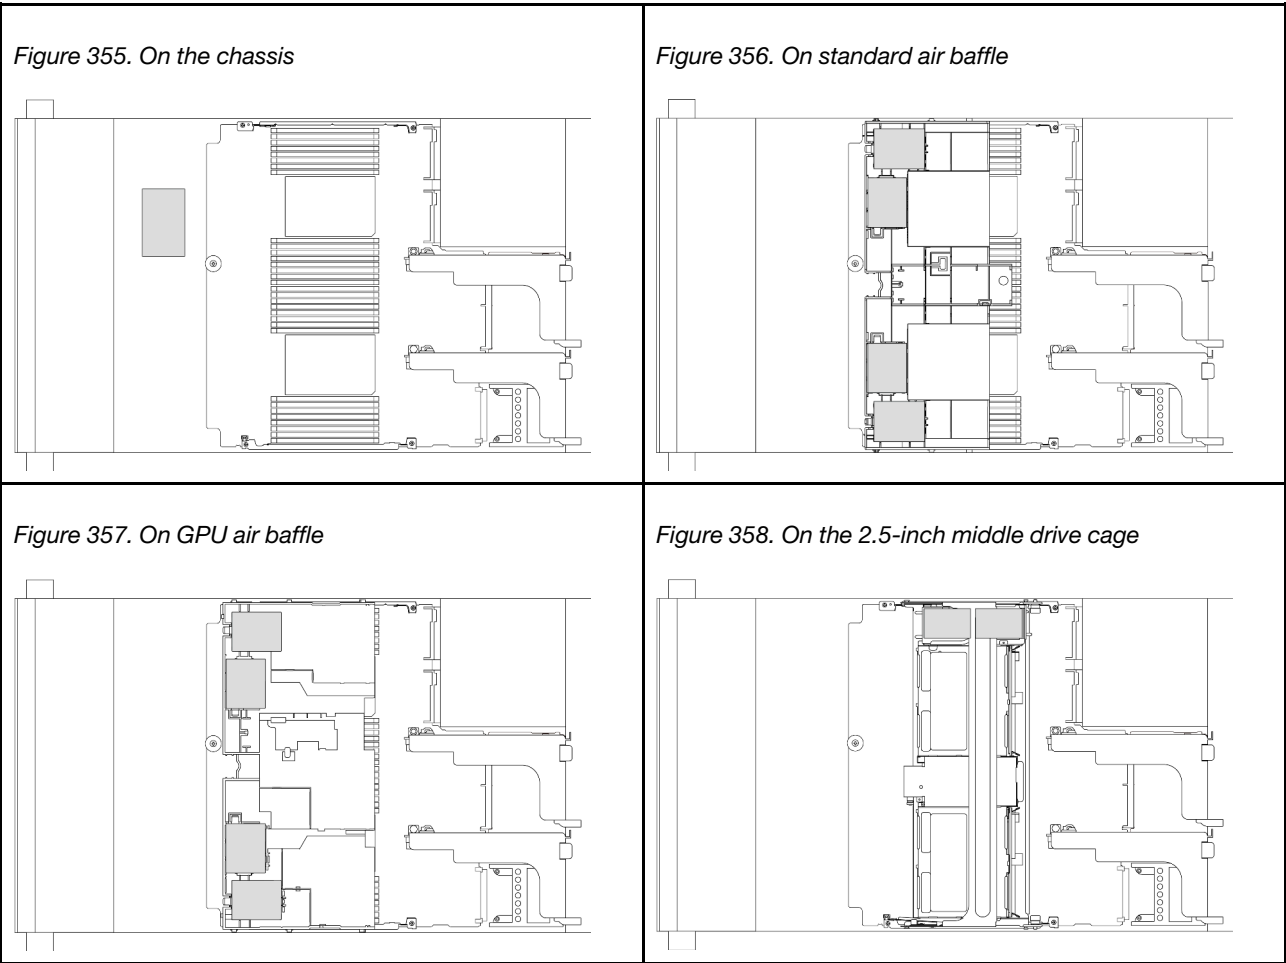 Figure 355. On the chassis
Figure 356. On standard air baffle
Figure 357. On GPU air baffle
Figure 358. On the 2.5-inch middle drive cage